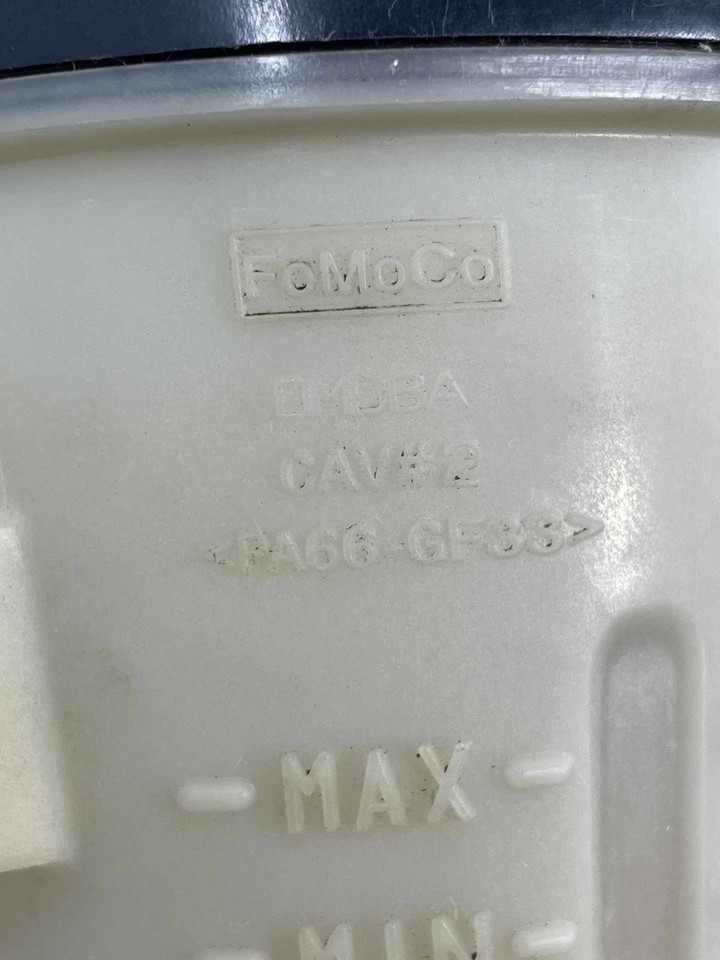 FoMoCo
CAV#2
<PA66-GF33>
- MAX -
- MIN -